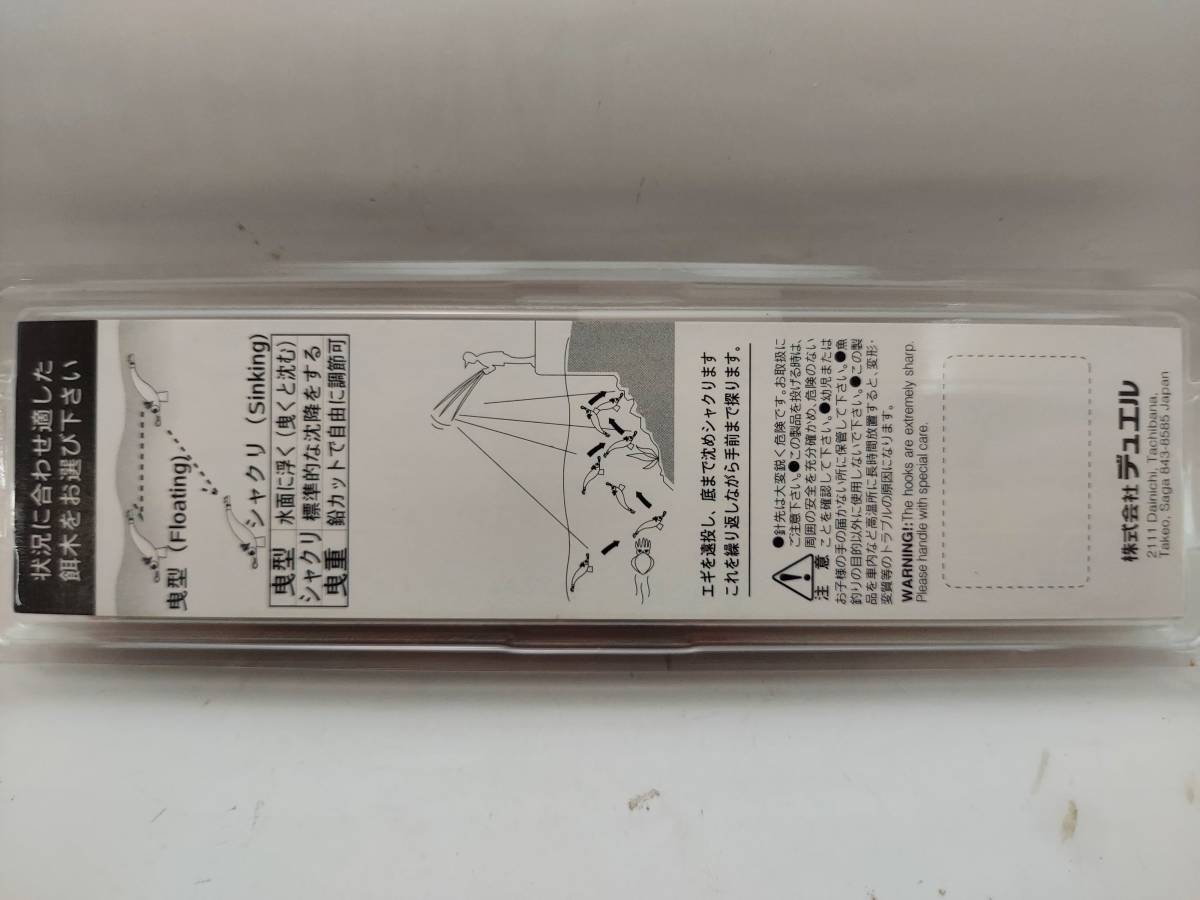 状況に合わせ適した
餌木をお選び下さい
曳型 (Floating)
シャクリ (Sinking)
曳型 水面に浮く(曳くと沈む)
シャクリ 標準的な沈降をする
曳重 鉛カットで自由に調節可
エギを遠投し、底まで沈めシャクリます
これを繰り返しながら手前まで探ります。
注意
●針先は大変鋭く危険です。お取扱に
ご注意下さい。●この製品を投げる時は、
周囲の安全を充分確かめ、危険のない
ことを確認して下さい。●幼児または
お子様の手の届かない所に保管して下さい。●魚
釣りの目的以外に使用しないで下さい。●この製
品を車内など高温所に長時間放置すると、変形・
変質等のトラブルの原因になります。
WARNING!:The hooks are extremely sharp.
Please handle with special care.
株式会社デュエル
2111 Dainichi, Tachibana,
Takeo, Saga 843-8585 Japan